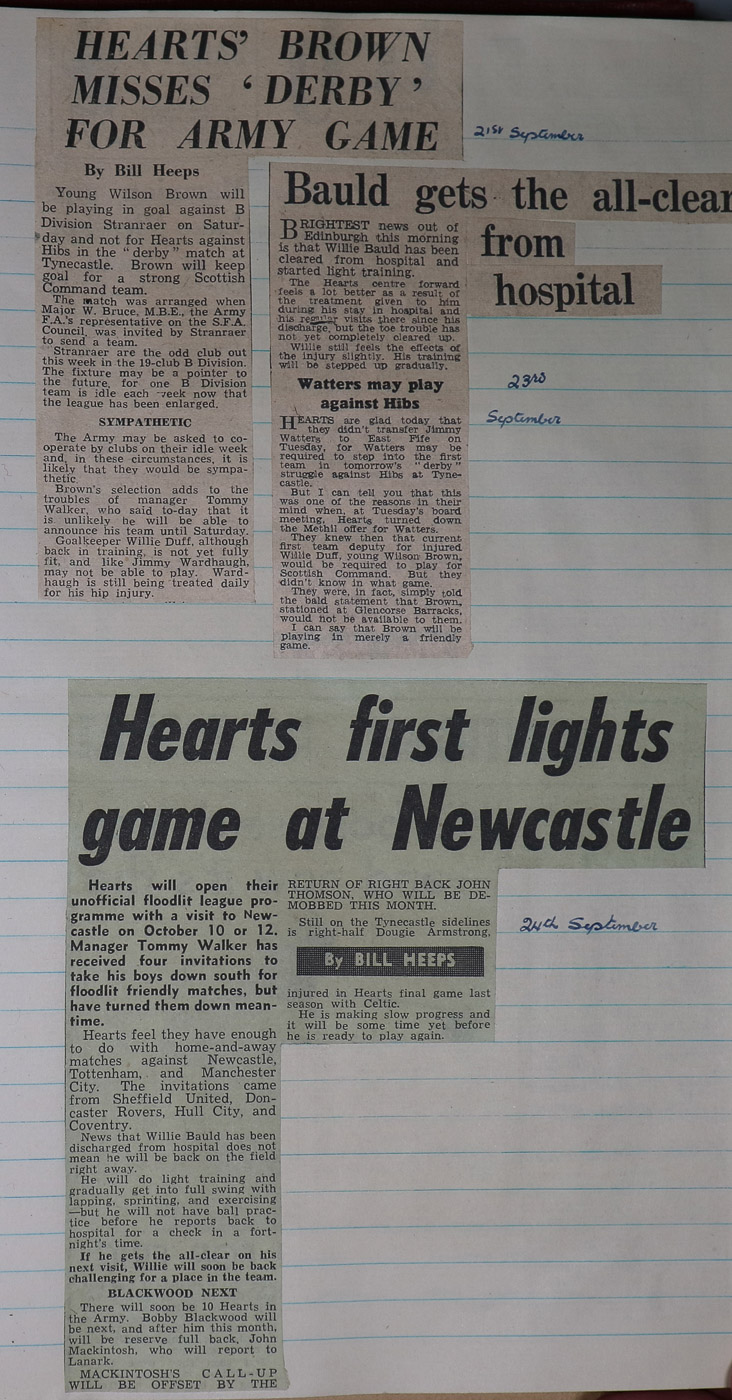 HEARTS' BROWN
MISSES 'DERBY'
FOR ARMY GAME
21st September
By Bill Heeps
Young Wilson Brown will
be playing in goal against B
Division Stranraer on Satur-
day and not for Hearts against
Hibs in the "derby" match at
Tynecastle. Brown will keep
goal for a strong Scottish
Command team.
The match was arranged when
Major W. Bruce, M.B.E., the Army
F.A.'s representative on the S.F.A.
Council, was invited by Stranraer
to send a team.
Stranraer are the odd club out
this week in the 19-club B Division.
The fixture may be a pointer to
the future, for one B Division
team is idle each week now that
the league has been enlarged.
SYMPATHETIC
The Army may be asked to co-
operate by clubs on their idle week
and, in these circumstances, it is
likely that they would be sympa-
thetic.
Brown's selection adds to the
troubles of manager Tommy
Walker, who said to-day that it
is unlikely he will be able to
announce his team until Saturday.
Goalkeeper Willie Duff, although
back in training, is not yet fully
fit, and like Jimmy Wardhaugh,
may not be able to play. Ward-
haugh is still being treated daily
for his hip injury.
Bauld gets the all-clear
from
hospital
23rd
September
BRIGHTEST news out of
Edinburgh this morning
is that Willie Bauld has been
cleared from hospital and
started light training.
The Hearts centre forward
feels a lot better as a result of
the treatment given to him
during his stay in hospital and
his regular visits there since his
discharge, but the toe trouble has
not yet completely cleared up.
Willie still feels the effects of
the injury slightly. His training
will be stepped up gradually.
Watters may play
against Hibs
HEARTS are glad today that
they didn't transfer Jimmy
Watters to East Fife on
Tuesday, for Watters may be
required to step into the first
team in tomorrow's "derby"
struggle against Hibs at Tyne-
castle.
But I can tell you that this
was one of the reasons in their
mind when, at Tuesday's board
meeting, Hearts turned down
the Methil offer for Watters.
They knew then that current
first team deputy for injured
Willie Duff, young Wilson Brown,
would be required to play for
Scottish Command. But they
didn't know in what game.
They were, in fact, simply told
the bald statement that Brown,
stationed at Glencorse Barracks,
would not be available to them.
I can say that Brown will be
playing in merely a friendly
game.
Hearts first lights
game at Newcastle
24th September
Hearts will open their
unofficial floodlit league pro-
gramme with a visit to New-
castle on October 10 or 12.
Manager Tommy Walker has
received four invitations to
take his boys down south for
floodlit friendly matches, but
have turned them down mean-
time.
Hearts feel they have enough
to do with home-and-away
matches against Newcastle,
Tottenham, and Manchester
City. The invitations came
from Sheffield United, Don-
caster Rovers, Hull City, and
Coventry.
News that Willie Bauld has been
discharged from hospital does not
mean he will be back on the field
right away.
He will do light training and
gradually get into full swing with
lapping, sprinting, and exercising
—but he will not have ball prac-
tice before he reports back to
hospital for a check in a fort-
night's time.
If he gets the all-clear on his
next visit, Willie will soon be back
challenging for a place in the team.
BLACKWOOD NEXT
There will soon be 10 Hearts in
the Army. Bobby Blackwood will
be next, and after him this month,
will be reserve full back, John
Mackintosh, who will report to
Lanark.
MACKINTOSH'S CALL-UP
WILL BE OFFSET BY THE
RETURN OF RIGHT BACK JOHN
THOMSON, WHO WILL BE DE-
MOBBED THIS MONTH.
Still on the Tynecastle sidelines
is right-half Dougie Armstrong,
By BILL HEEPS
injured in Hearts final game last
season with Celtic.
He is making slow progress and
it will be some time yet before
he is ready to play again.